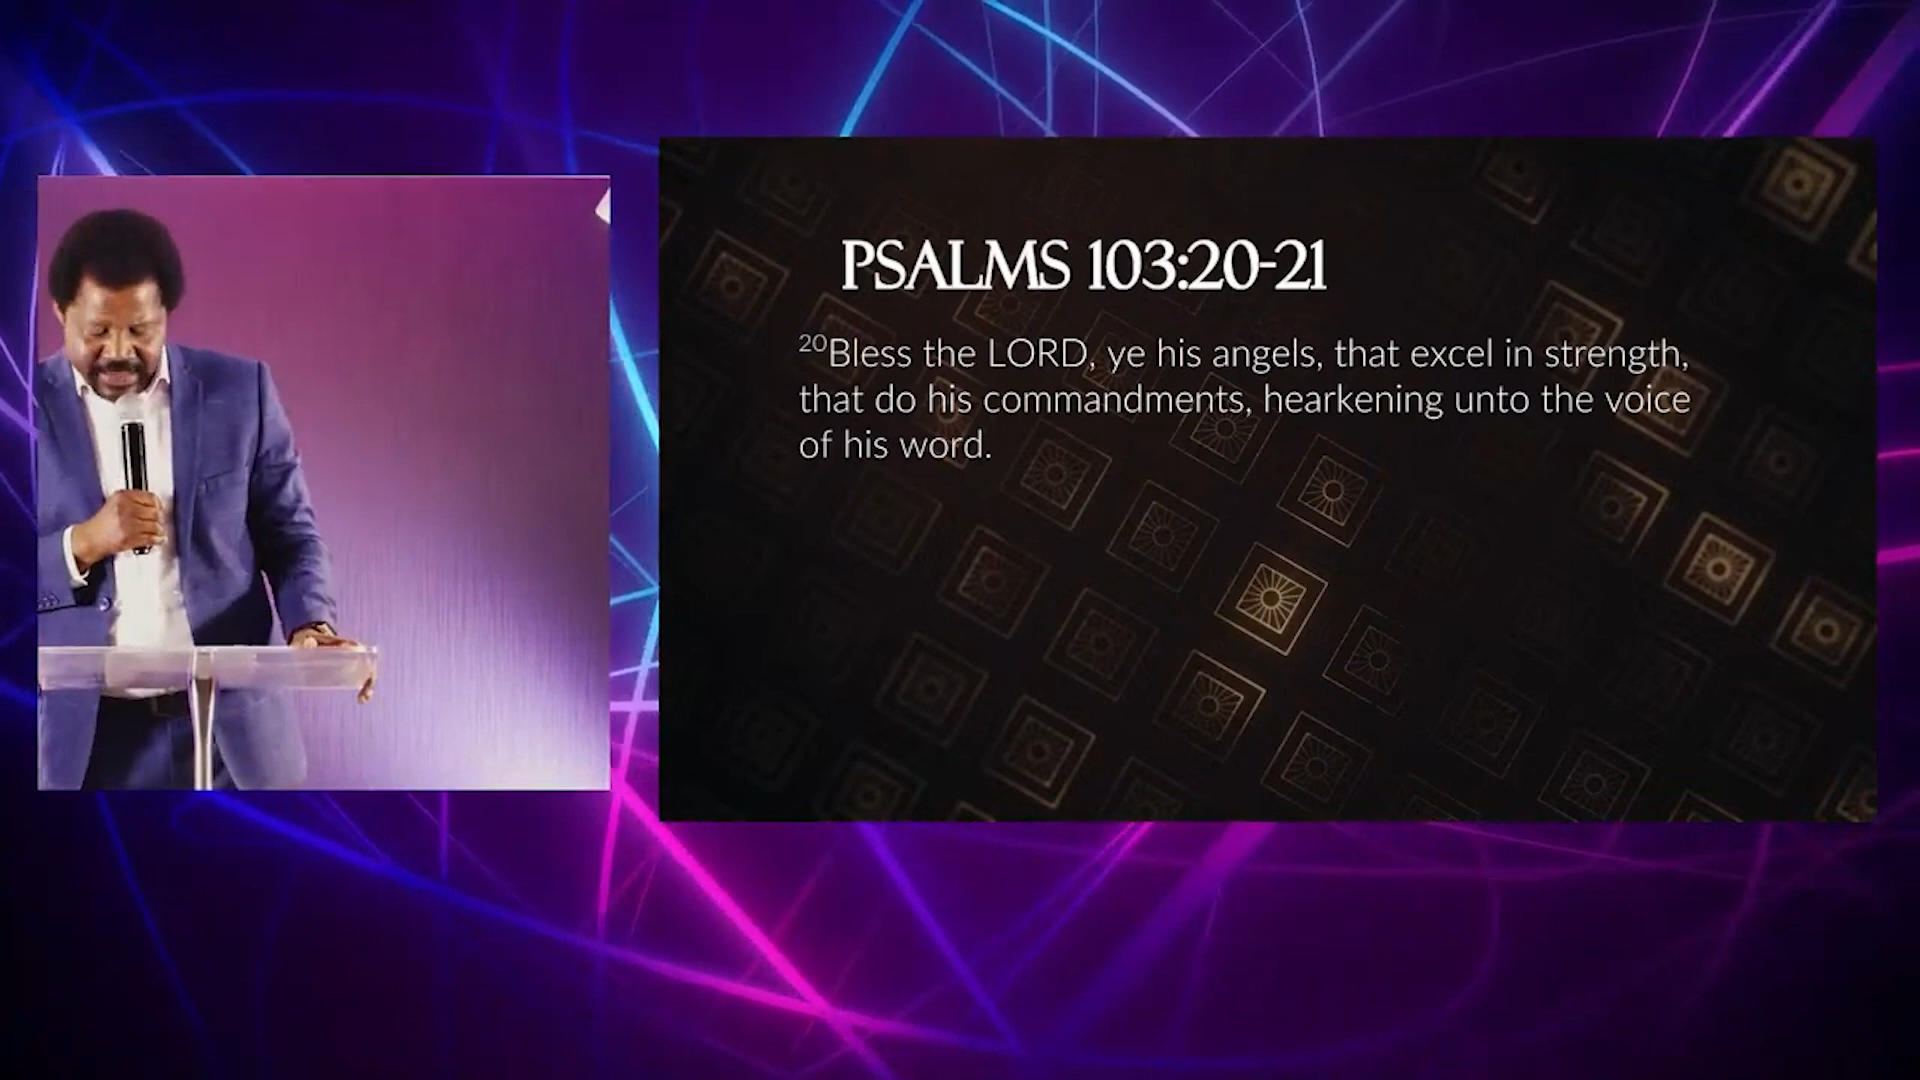 PSALMS 103:20-21
20Bless the LORD, ye his angels, that excel in strength,
that do his commandments, hearkening unto the voice
of his word.